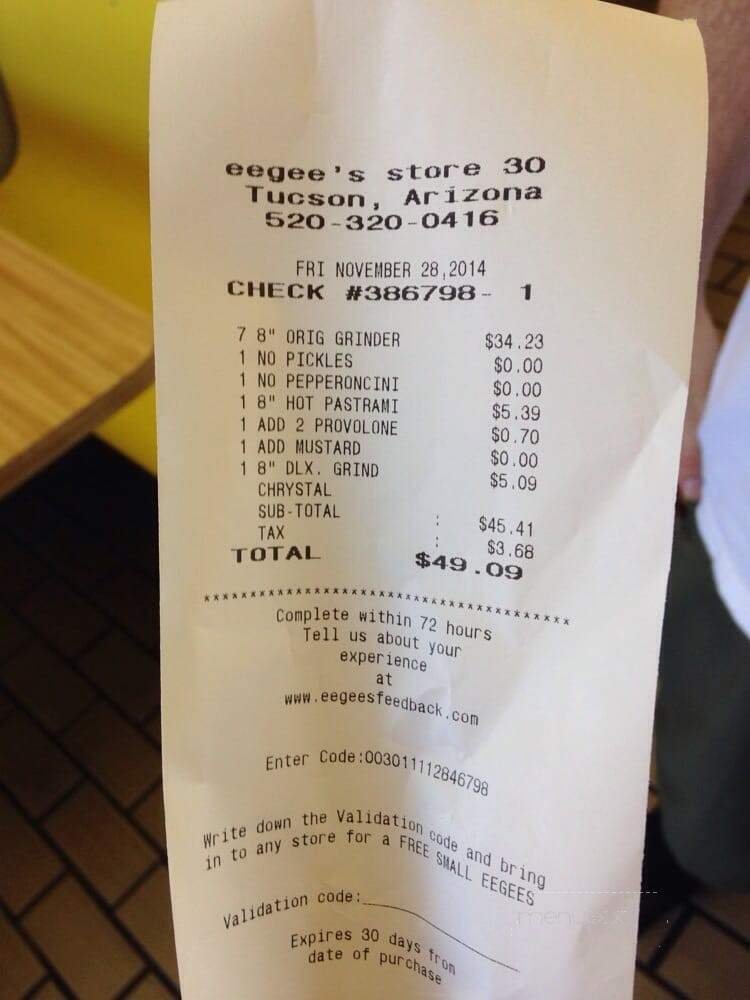 eegee's store 30
Tucson, Arizona
520-320-0416
FRI NOVEMBER 28,2014
CHECK #386798- 1
7 8" ORIG GRINDER $34.23
1 NO PICKLES $0.00
1 NO PEPPERONCINI $0.00
1 8" HOT PASTRAMI $5.39
1 ADD 2 PROVOLONE $0.70
1 ADD MUSTARD $0.00
1 8" DLX. GRIND $5.09
CHRYSTAL
SUB-TOTAL : $45.41
TAX : $3.68
TOTAL $49.09
****************************************
Complete within 72 hours
Tell us about your
experience
at
www.eegeesfeedback.com
Enter Code:003011112846798
Write down the Validation code and bring
in to any store for a FREE SMALL EEGEES
Validation code:
Expires 30 days from
date of purchase